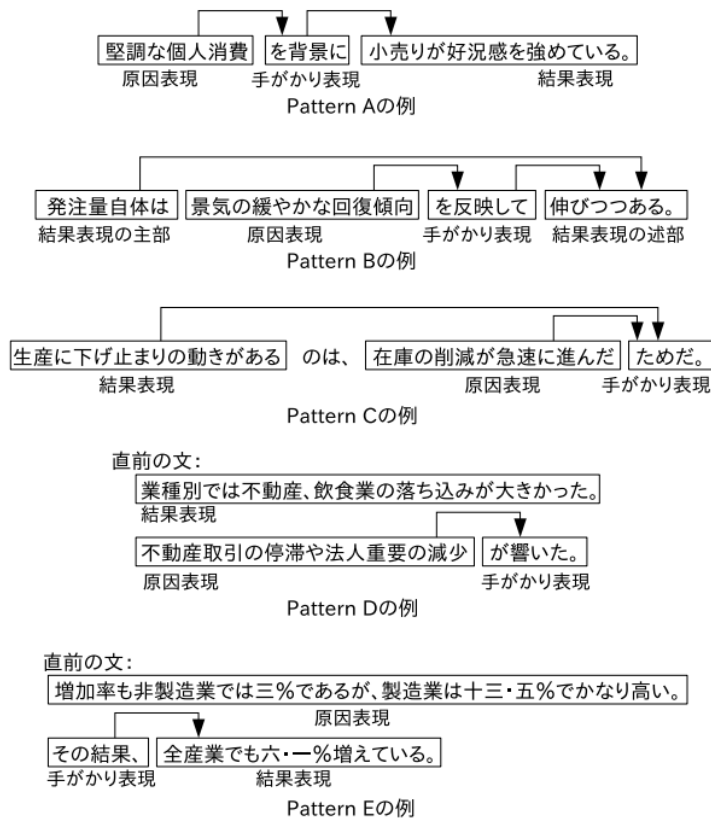 堅調な個人消費 を背景に 小売りが好況感を強めている。
原因表現 手がかり表現 結果表現
Pattern Aの例
発注量自体は 景気の緩やかな回復傾向 を反映して 伸びつつある。
結果表現の主部 原因表現 手がかり表現 結果表現の述部
Pattern Bの例
生産に下げ止まりの動きがある のは、 在庫の削減が急速に進んだ ためだ。
結果表現 原因表現 手がかり表現
Pattern Cの例
直前の文:
業種別では不動産、飲食業の落ち込みが大きかった。
結果表現
不動産取引の停滞や法人重要の減少 が響いた。
原因表現 手がかり表現
Pattern Dの例
直前の文:
増加率も非製造業では三%であるが、製造業は十三・五%でかなり高い。
原因表現
その結果、 全産業でも六・一%増えている。
手がかり表現 結果表現
Pattern Eの例